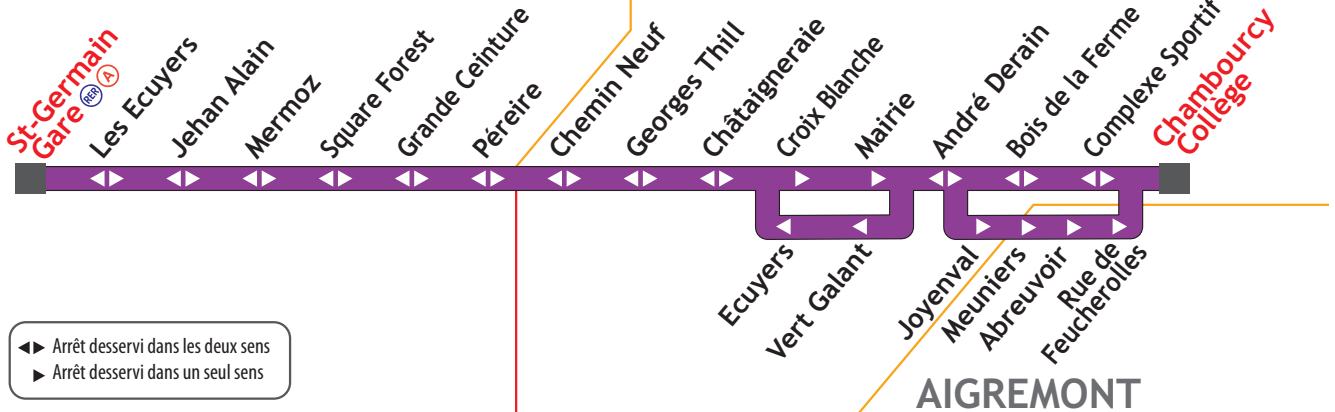 St-Germain
Gare RER A
Les Ecuyers
Jehan Alain
Mermoz
Square Forest
Grande Ceinture
Péreire
Chemin Neuf
Georges Thill
Châtaigneraie
Croix Blanche
Mairie
André Derain
Bois de la Ferme
Complexe Sportif
Chambourcy
Collège
Ecuyers
Vert Galant
Joyenval
Meuniers
Abreuvoir
Rue de
Feucherolles
Arrêt desservi dans les deux sens
Arrêt desservi dans un seul sens
AIGREMONT